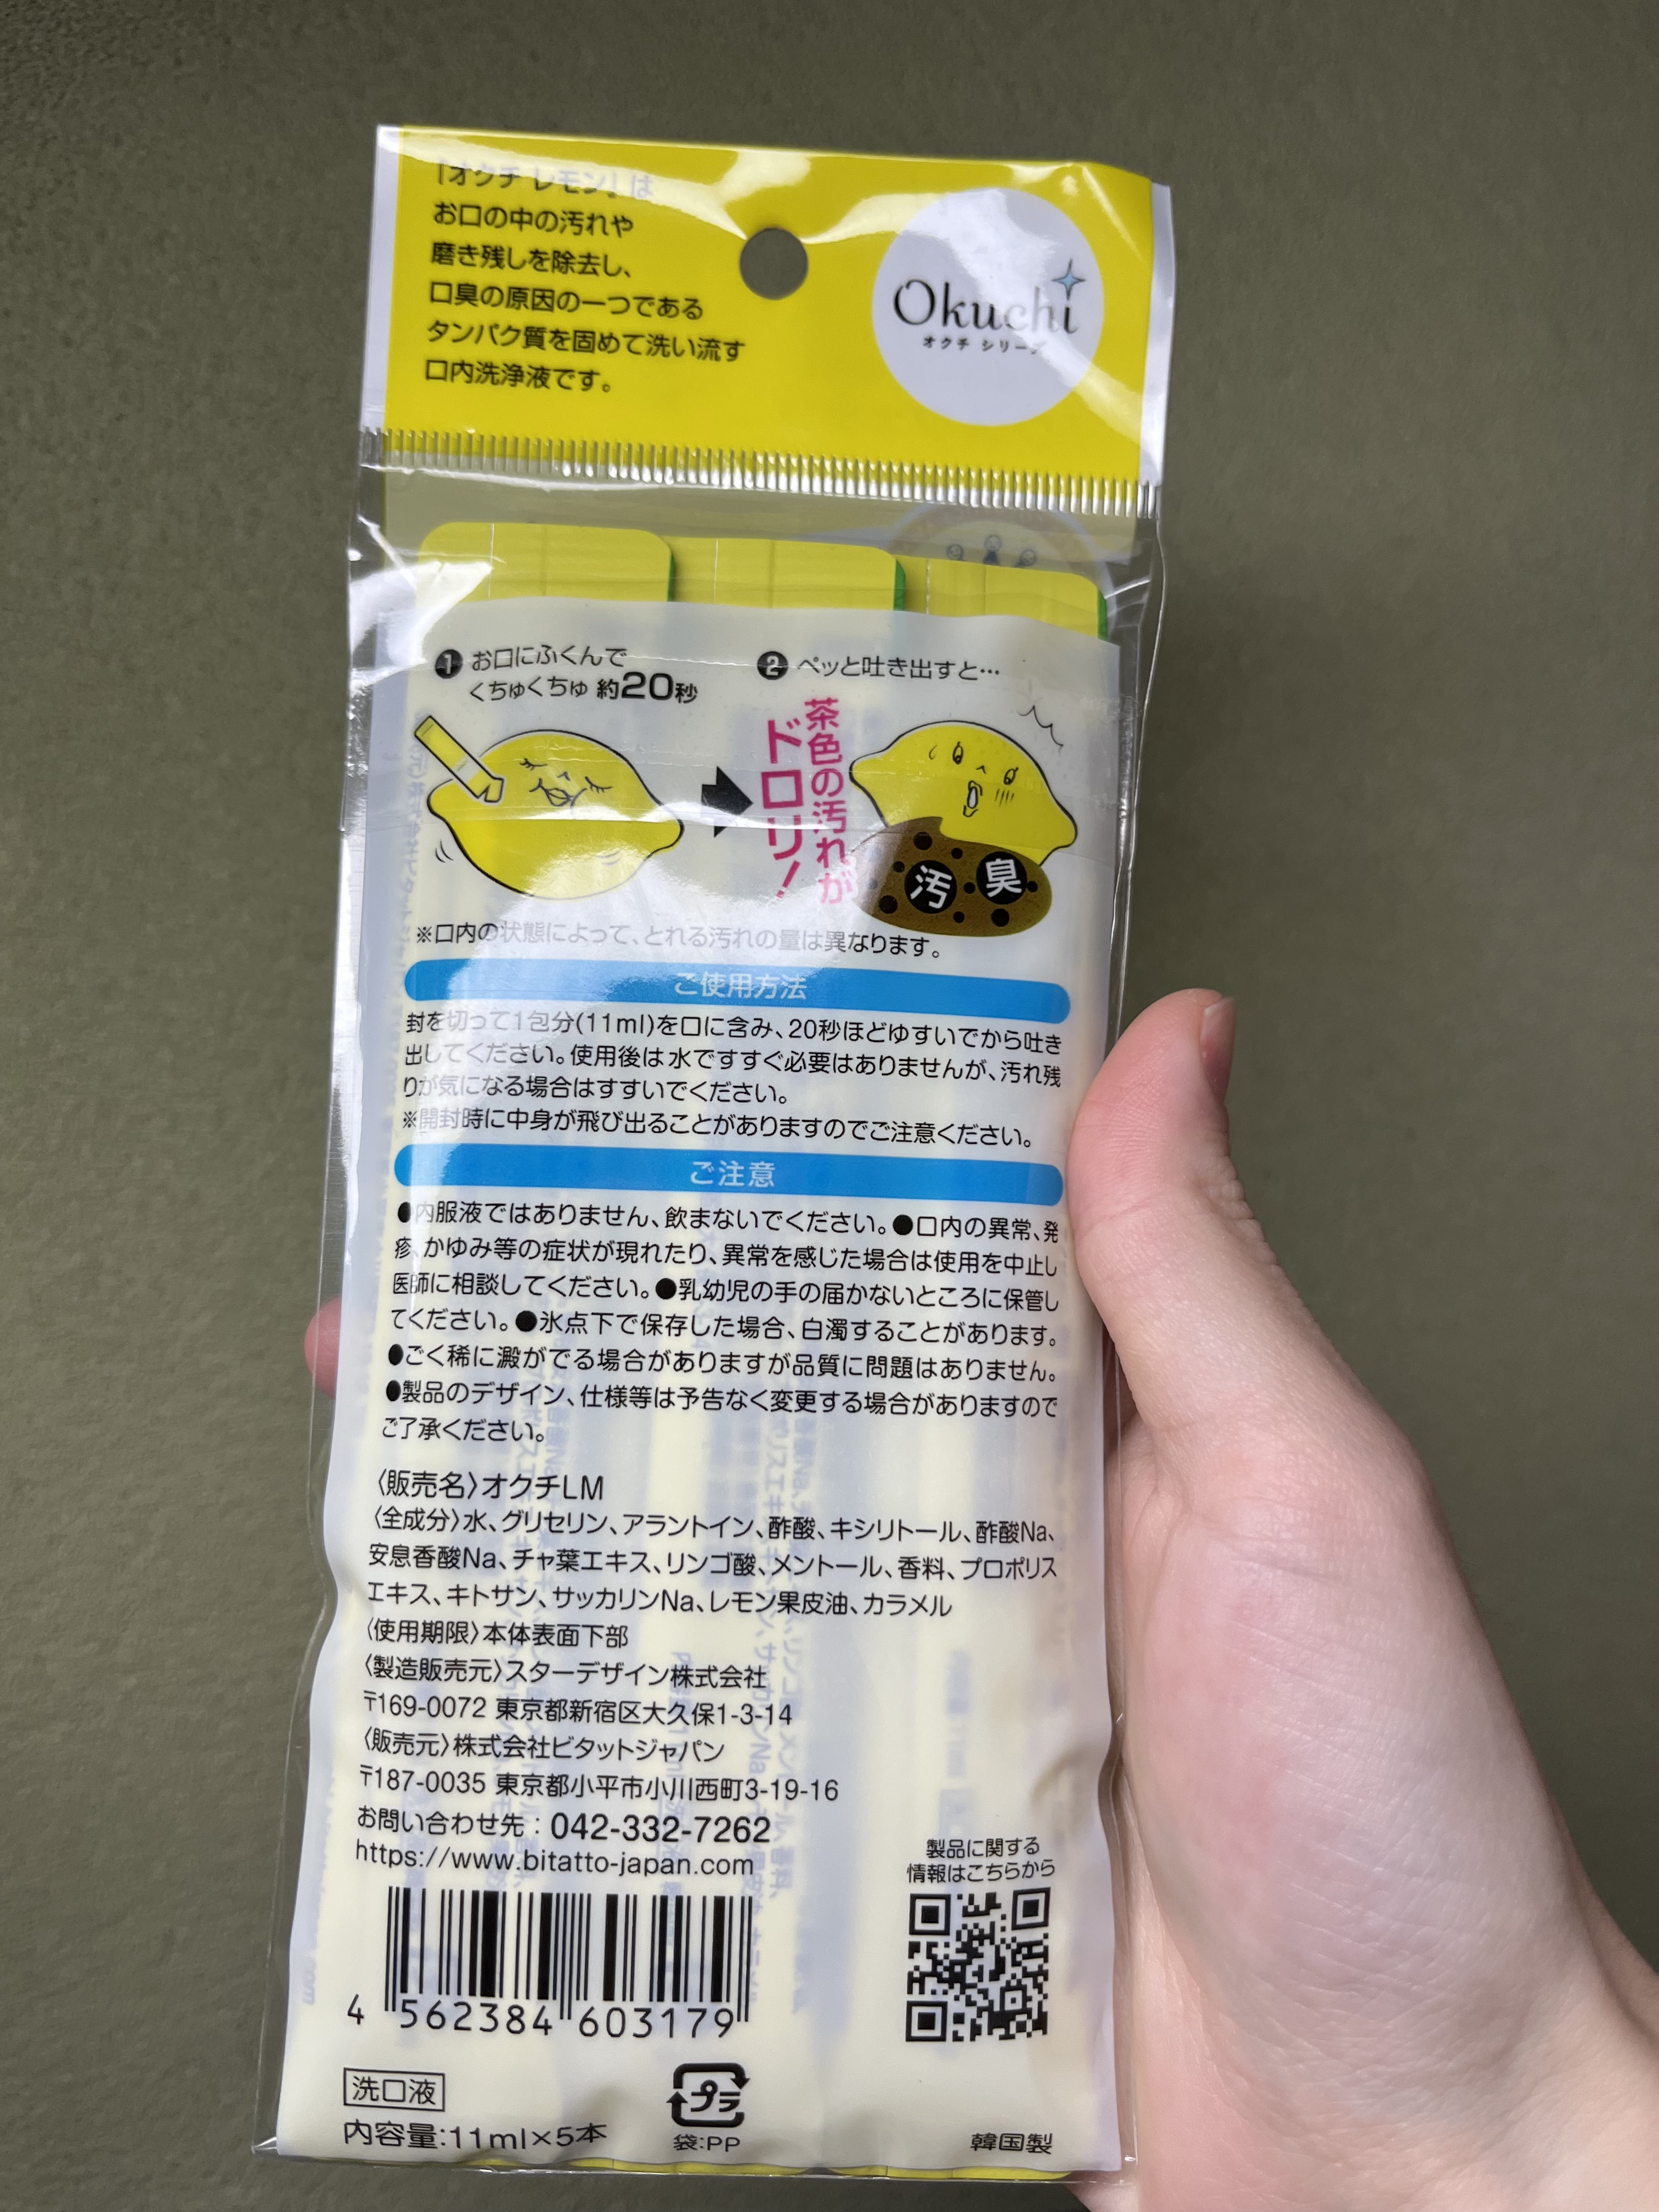 「オクチ レモン」は
お口の中の汚れや
磨き残しを除去し、
口臭の原因の一つである
タンパク質を固めて洗い流す
口内洗浄液です。
Okuchi
オクチ シリーズ
❶ お口にふくんで
くちゅくちゅ 約20秒
❷ ペッと吐き出すと…
茶色の汚れが
ドロリ!
汚 臭
※口内の状態によって、とれる汚れの量は異なります。
ご使用方法
封を切って1包分(11ml)を口に含み、20秒ほどゆすいでから吐き
出してください。使用後は水ですすぐ必要はありませんが、汚れ残
りが気になる場合はすすいでください。
※開封時に中身が飛び出ることがありますのでご注意ください。
ご注意
●内服液ではありません、飲まないでください。●口内の異常、発
疹、かゆみ等の症状が現れたり、異常を感じた場合は使用を中止し
医師に相談してください。●乳幼児の手の届かないところに保管し
てください。●氷点下で保存した場合、白濁することがあります。
●ごく稀に澱がでる場合がありますが品質に問題はありません。
●製品のデザイン、仕様等は予告なく変更する場合がありますので
ご了承ください。
〈販売名〉オクチLM
〈全成分〉水、グリセリン、アラントイン、酢酸、キシリトール、酢酸Na、
安息香酸Na、チャ葉エキス、リンゴ酸、メントール、香料、プロポリス
エキス、キトサン、サッカリンNa、レモン果皮油、カラメル
〈使用期限〉本体表面下部
〈製造販売元〉スターデザイン株式会社
〒169-0072 東京都新宿区大久保1-3-14
〈販売元〉株式会社ビタットジャパン
〒187-0035 東京都小平市小川西町3-19-16
お問い合わせ先：042-332-7262
https://www.bitatto-japan.com
製品に関する
情報はこちらから
4 562384 603179
洗口液
内容量:11ml×5本
プラ
袋:PP
韓国製